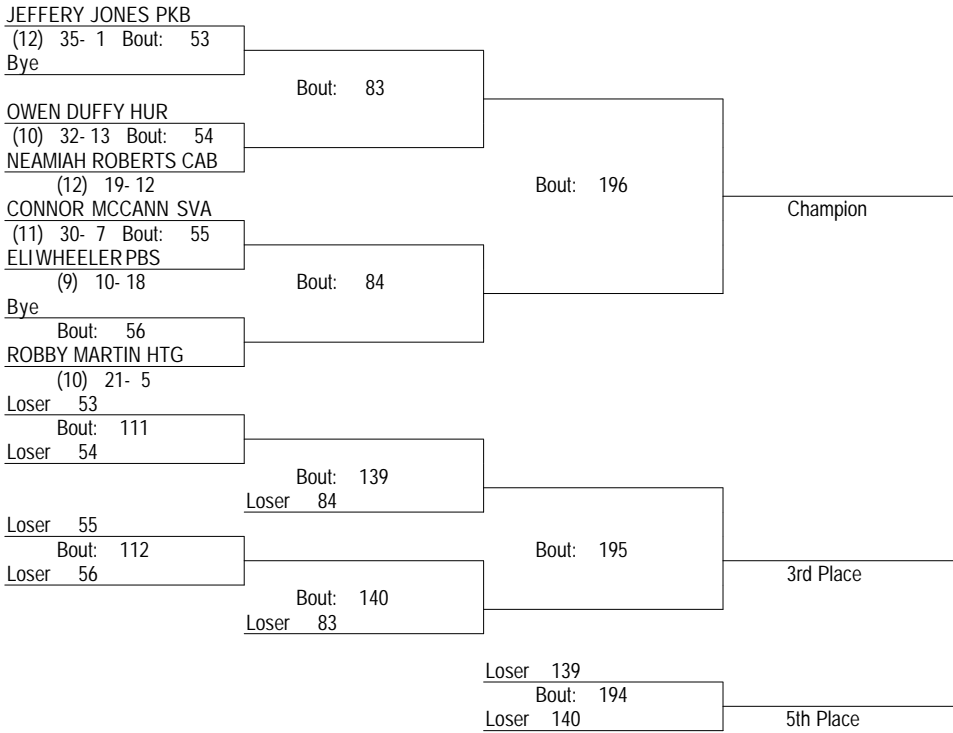 JEFFERY JONES PKB
(12) 35- 1 Bout: 53
Bye
Bout: 83
OWEN DUFFY HUR
(10) 32- 13 Bout: 54
NEAMIAH ROBERTS CAB
(12) 19- 12
Bout: 196
CONNOR MCCANN SVA
Champion
(11) 30- 7 Bout: 55
ELI WHEELER PBS
(9) 10- 18
Bout: 84
Bye
Bout: 56
ROBBY MARTIN HTG
(10) 21- 5
Loser 53
Bout: 111
Loser 54
Bout: 139
Loser 84
Loser 55
Bout: 112
Bout: 195
Loser 56
3rd Place
Bout: 140
Loser 83
Loser 139
Bout: 194
Loser 140
5th Place